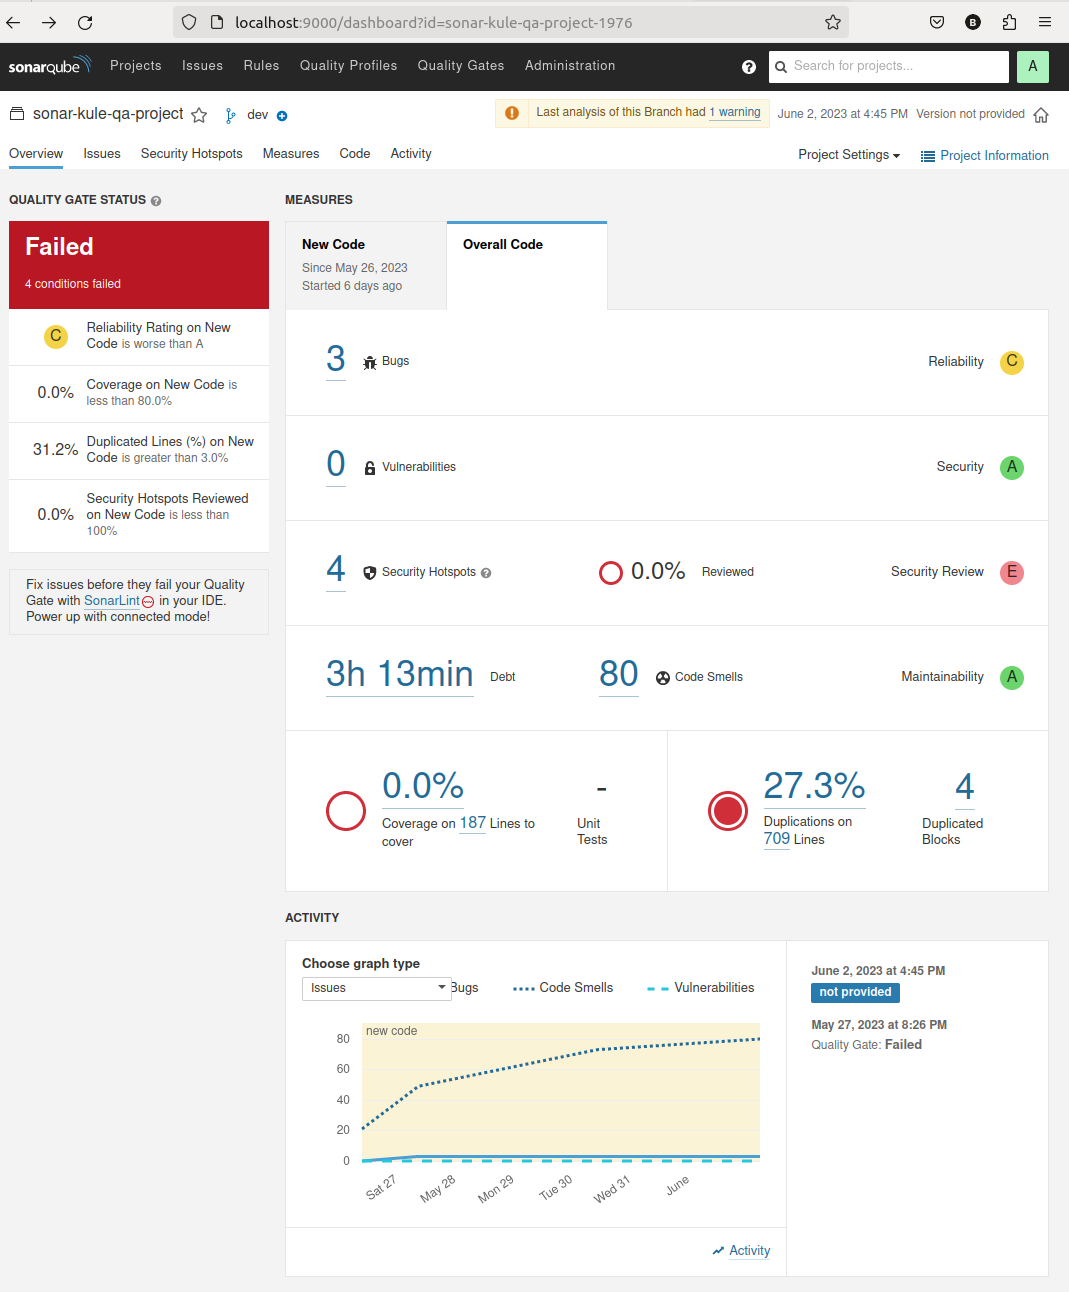 localhost:9000/dashboard?id=sonar-kule-qa-project-1976
B
sonarqube
Projects
Issues
Rules
Quality Profiles
Quality Gates
Administration
?
Search for projects...
A
sonar-kule-qa-project
dev
Last analysis of this Branch had 1 warning
June 2, 2023 at 4:45 PM
Version not provided
Overview
Issues
Security Hotspots
Measures
Code
Activity
Project Settings
Project Information
QUALITY GATE STATUS ?
Failed
4 conditions failed
C
Reliability Rating on New
Code is worse than A
0.0%
Coverage on New Code is
less than 80.0%
31.2%
Duplicated Lines (%) on New
Code is greater than 3.0%
0.0%
Security Hotspots Reviewed
on New Code is less than
100%
Fix issues before they fail your Quality
Gate with SonarLint in your IDE.
Power up with connected mode!
MEASURES
New Code
Since May 26, 2023
Started 6 days ago
Overall Code
3 Bugs
Reliability C
0 Vulnerabilities
Security A
4 Security Hotspots ?
0.0% Reviewed
Security Review E
3h 13min Debt
80 Code Smells
Maintainability A
0.0%
Coverage on 187 Lines to
cover
-
Unit
Tests
27.3%
Duplications on
709 Lines
4
Duplicated
Blocks
ACTIVITY
Choose graph type
Issues
Bugs
Code Smells
Vulnerabilities
new code
80
60
40
20
0
Sat 27
May 28
Mon 29
Tue 30
Wed 31
June
Activity
June 2, 2023 at 4:45 PM
not provided
May 27, 2023 at 8:26 PM
Quality Gate: Failed